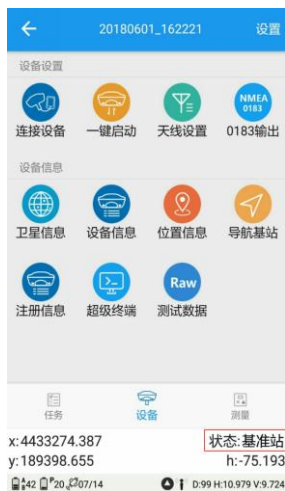 20180601_162221 设置
设备设置
连接设备 一键启动 天线设置 0183输出
NMEA
0183
设备信息
卫星信息 设备信息 位置信息 导航基站
Raw
注册信息 超级终端 测试数据
任务 设备 测量
x:4433274.387 状态:基准站
y:189398.655 h:-75.193
42 20 07/14 D:99 H:10.979 V:9.724